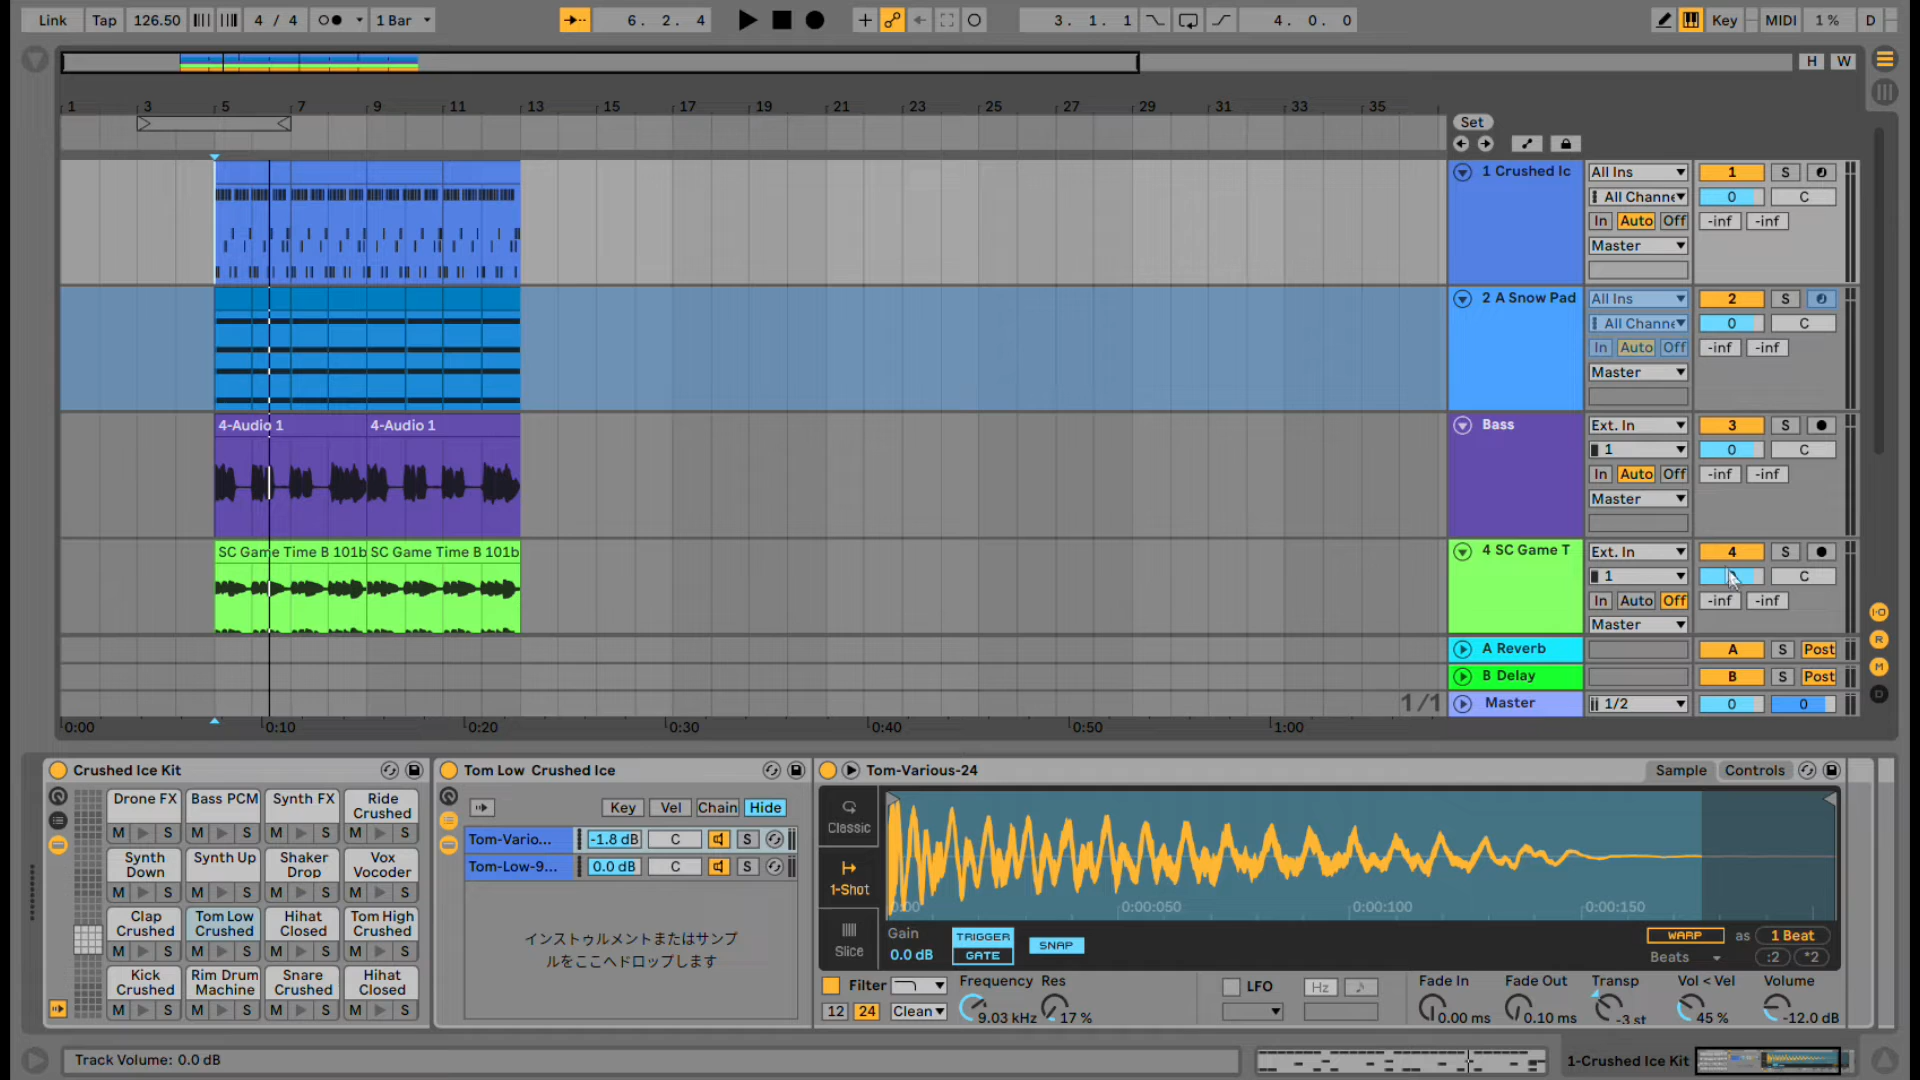 Link Tap 126.50 4 / 4 1 Bar 6. 2. 4 3. 1. 1 4. 0. 0 Key MIDI 1 % D
H W
1 3 5 7 9 11 13 15 17 19 21 23 25 27 29 31 33 35
Set
1 Crushed Ic All Ins 1 S
All Channe 0 C
In Auto Off -inf -inf
Master
2 A Snow Pad All Ins 2 S
All Channe 0 C
In Auto Off -inf -inf
Master
4-Audio 1 4-Audio 1 Bass Ext. In 3 S
1 0 C
In Auto Off -inf -inf
Master
SC Game Time B 101b SC Game Time B 101b 4 SC Game T Ext. In 4 S
1 C
In Auto Off -inf -inf
Master
A Reverb A S Post
B Delay B S Post
1/1 Master 1/2 0 0
0:00 0:10 0:20 0:30 0:40 0:50 1:00
I·O
R
M
D
Crushed Ice Kit
Drone FX Bass PCM Synth FX Ride Crushed
M S M S M S M S
Synth Down Synth Up Shaker Drop Vox Vocoder
M S M S M S M S
Clap Crushed Tom Low Crushed Hihat Closed Tom High Crushed
M S M S M S M S
Kick Crushed Rim Drum Machine Snare Crushed Hihat Closed
M S M S M S M S
Tom Low Crushed Ice
Key Vel Chain Hide
Tom-Vario... -1.8 dB C S
Tom-Low-9... 0.0 dB C S
インストゥルメントまたはサンプ
ルをここへドロップします
Tom-Various-24 Sample Controls
Classic
1-Shot
Slice
0:00 0:00:050 0:00:100 0:00:150
Gain TRIGGER SNAP WARP as 1 Beat
0.0 dB GATE Beats :2 *2
Filter Frequency Res LFO Hz Fade In Fade Out Transp Vol < Vel Volume
12 24 Clean 9.03 kHz 17 % 0.00 ms 0.10 ms -3 st 45 % -12.0 dB
Track Volume: 0.0 dB 1-Crushed Ice Kit